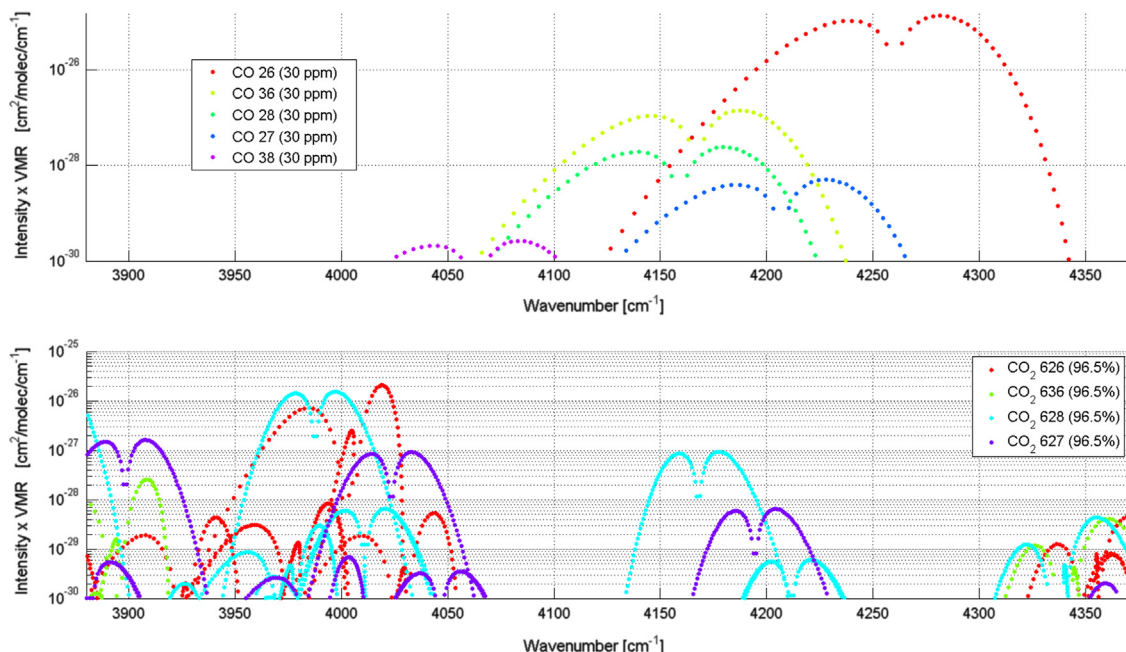 Intensity x VMR [cm²/molec/cm⁻¹]
10⁻²⁶
10⁻²⁸
10⁻³⁰
CO 26 (30 ppm)
CO 36 (30 ppm)
CO 28 (30 ppm)
CO 27 (30 ppm)
CO 38 (30 ppm)
3900 3950 4000 4050 4100 4150 4200 4250 4300 4350
Wavenumber [cm⁻¹]
Intensity x VMR [cm²/molec/cm⁻¹]
10⁻²⁵
10⁻²⁶
10⁻²⁷
10⁻²⁸
10⁻²⁹
10⁻³⁰
CO₂ 626 (96.5%)
CO₂ 636 (96.5%)
CO₂ 628 (96.5%)
CO₂ 627 (96.5%)
3900 3950 4000 4050 4100 4150 4200 4250 4300 4350
Wavenumber [cm⁻¹]